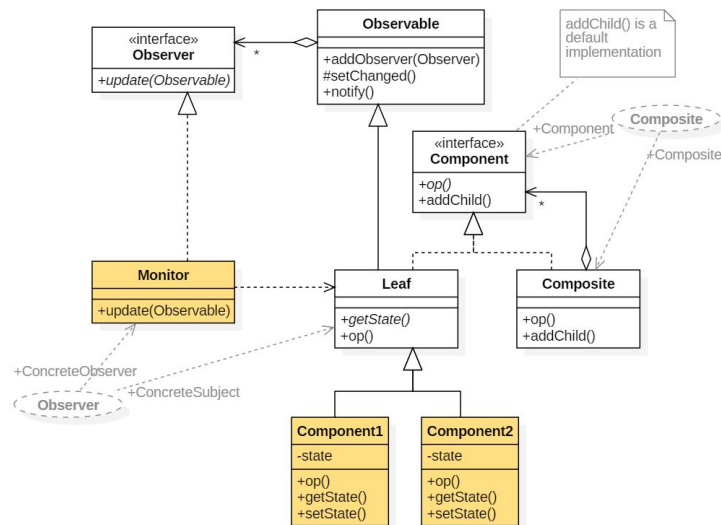 «interface»
Observer
+update(Observable)
*
Observable
+addObserver(Observer)
#setChanged()
+notify()
addChild() is a
default
implementation
«interface»
Component
+op()
+addChild()
*
+Component
Composite
+Composite
Monitor
+update(Observable)
Leaf
+getState()
+op()
Composite
+op()
+addChild()
+ConcreteObserver
+ConcreteSubject
Observer
Component1
-state
+op()
+getState()
+setState()
Component2
-state
+op()
+getState()
+setState()